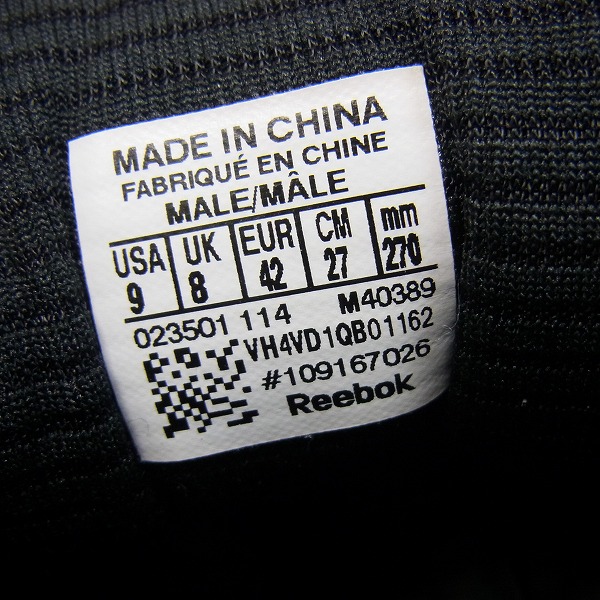 MADE IN CHINA
FABRIQUÉ EN CHINE
MALE/MÂLE
USA UK EUR CM mm
9 8 42 27 270
023501 114 M40389
VH4VD1QB01162
#109167026
Reebok